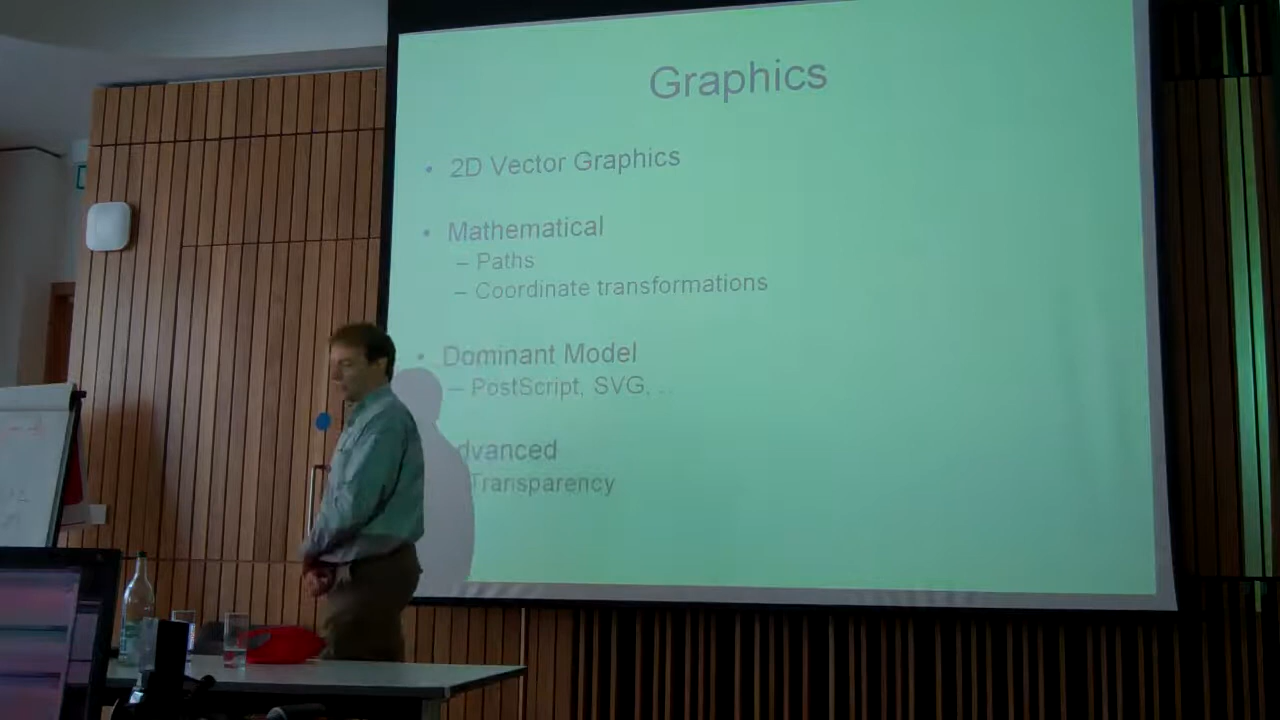 Graphics
• 2D Vector Graphics
• Mathematical
– Paths
– Coordinate transformations
• Dominant Model
– PostScript, SVG, ...
dvanced
Transparency